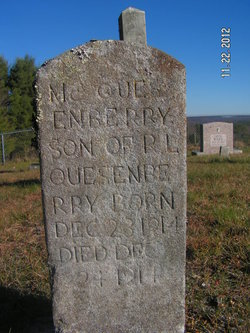 11.22.2012
Mc QUES
ENBERRY
SON OF R.L
QUESENBE
RRY BORN
DEC 23 1914
DIED DEC